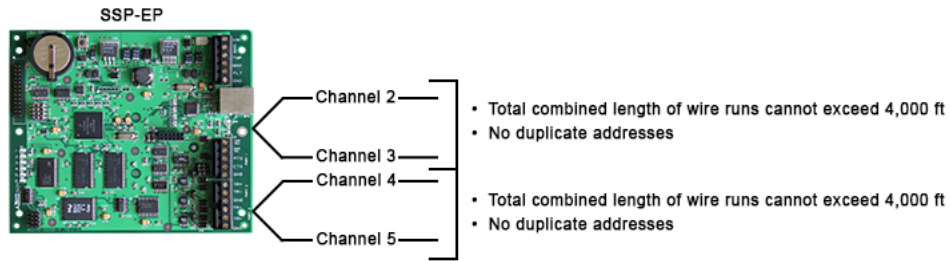 SSP-EP
Channel 2
• Total combined length of wire runs cannot exceed 4,000 ft
• No duplicate addresses
Channel 3
Channel 4
• Total combined length of wire runs cannot exceed 4,000 ft
• No duplicate addresses
Channel 5